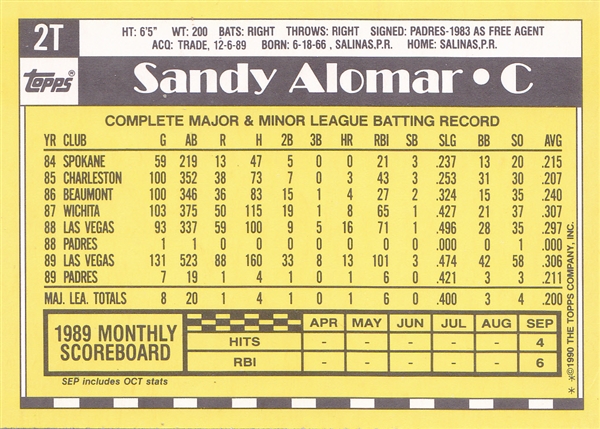 2T
HT: 6'5" WT: 200 BATS: RIGHT THROWS: RIGHT SIGNED: PADRES-1983 AS FREE AGENT
ACQ: TRADE, 12-6-89 BORN: 6-18-66 , SALINAS,P.R. HOME: SALINAS,P.R.
Topps®
Sandy Alomar • C
COMPLETE MAJOR & MINOR LEAGUE BATTING RECORD
YR CLUB G AB R H 2B 3B HR RBI SB SLG BB SO AVG
84 SPOKANE 59 219 13 47 5 0 0 21 3 .237 13 20 .215
85 CHARLESTON 100 352 38 73 7 0 3 43 3 .253 31 30 .207
86 BEAUMONT 100 346 36 83 15 1 4 27 2 .324 15 35 .240
87 WICHITA 103 375 50 115 19 1 8 65 1 .427 21 37 .307
88 LAS VEGAS 93 337 59 100 9 5 16 71 1 .496 28 35 .297
88 PADRES 1 1 0 0 0 0 0 0 0 .000 0 1 .000
89 LAS VEGAS 131 523 88 160 33 8 13 101 3 .474 42 58 .306
89 PADRES 7 19 1 4 1 0 1 6 0 .421 3 3 .211
MAJ. LEA. TOTALS 8 20 1 4 1 0 1 6 0 .400 3 4 .200
1989 MONTHLY
SCOREBOARD
APR MAY JUN JUL AUG SEP
HITS - - - - - 4
RBI - - - - - 6
SEP includes OCT stats
* * ©1990 THE TOPPS COMPANY, INC.